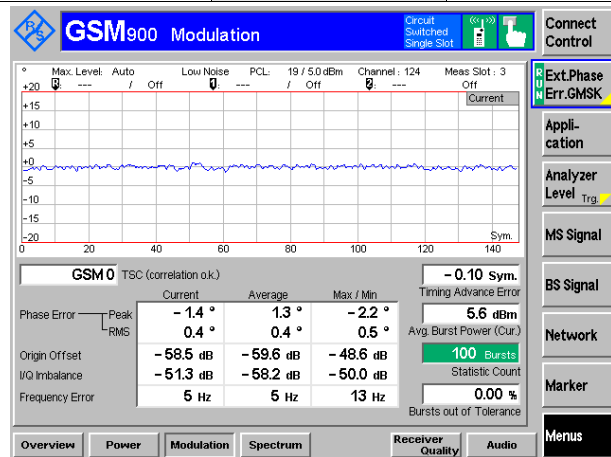 R&S GSM900 Modulation Circuit Switched Single Slot Connect Control
° Max. Level: Auto Low Noise PCL: 19 / 5.0 dBm Channel : 124 Meas Slot : 3
--- / Off --- / Off --- Off
Current
+20
+15
+10
+5
+0
-5
-10
-15
-20 Sym.
0 20 40 60 80 100 120 140
RUN Ext.Phase Err.GMSK
Appli-
cation
Analyzer
Level Trg.
MS Signal
BS Signal
Network
Marker
Menus
GSM 0 TSC (correlation o.k.) – 0.10 Sym.
Timing Advance Error
Current Average Max / Min
Phase Error Peak – 1.4 ° 1.3 ° – 2.2 ° 5.6 dBm
RMS 0.4 ° 0.4 ° 0.5 ° Avg. Burst Power (Cur.)
Origin Offset – 58.5 dB – 59.6 dB – 48.6 dB 100 Bursts
I/Q Imbalance – 51.3 dB – 58.2 dB – 50.0 dB Statistic Count
Frequency Error 5 Hz 5 Hz 13 Hz 0.00 %
Bursts out of Tolerance
Overview Power Modulation Spectrum Receiver Quality Audio